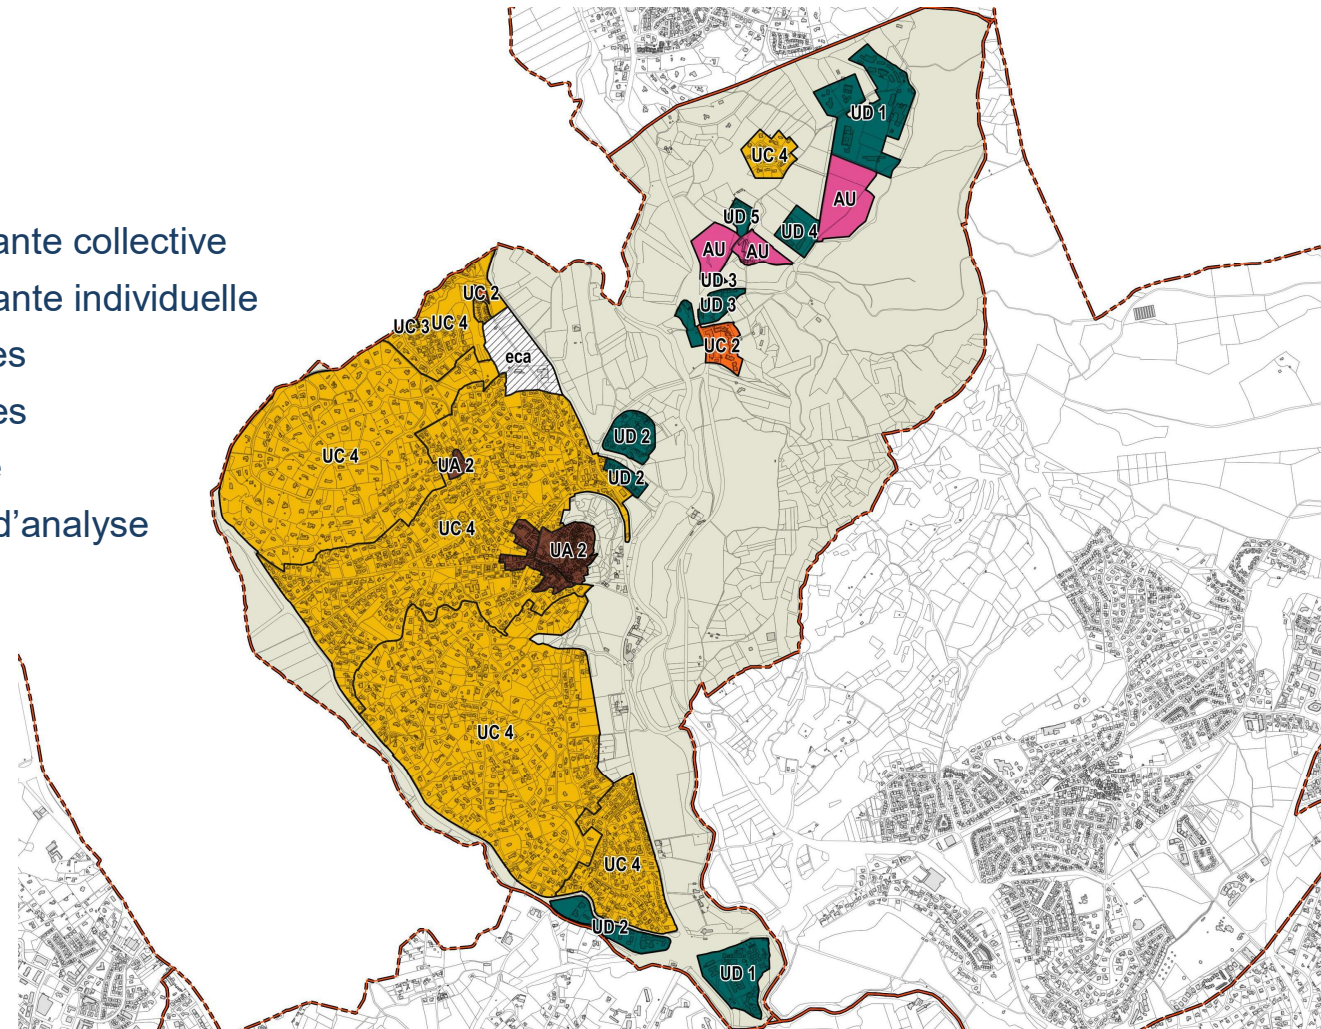 ante collective
ante individuelle
es
es
e
d'analyse
UD 1
UC 4
AU
UD 5
UD 4
AU
AU
UD 3
UD 3
UC 2
UC 2
UC 3
UC 4
eca
UD 2
UC 4
UA 2
UD 2
UC 4
UA 2
UC 4
UC 4
UD 2
UD 1